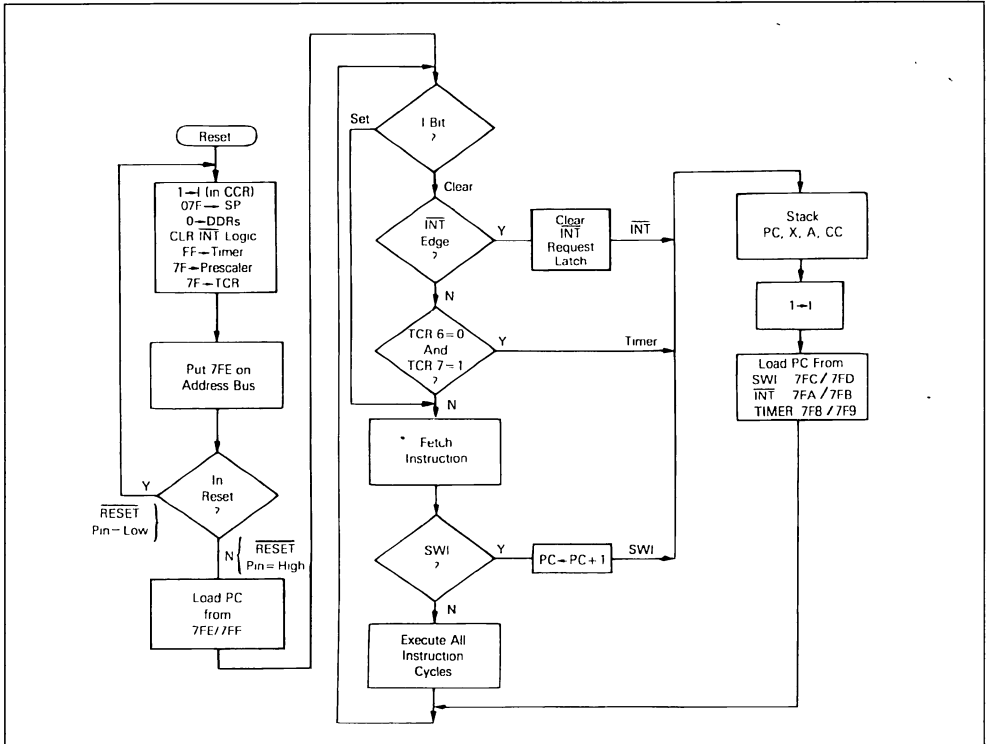 Reset
1→I (in CCR)
07F→SP
0→DDRs
CLR INT Logic
FF→Timer
7F→Prescaler
7F→TCR
Put 7FE on
Address Bus
In
Reset
?
Y
RESET
Pin=Low
N
RESET
Pin=High
Load PC
from
7FE/7FF
I Bit
?
Set
Clear
INT
Edge
?
Y
Clear
INT
Request
Latch
INT
N
TCR 6=0
And
TCR 7=1
?
Y
Timer
N
Fetch
Instruction
SWI
?
Y
PC←PC+1
SWI
N
Execute All
Instruction
Cycles
Stack
PC, X, A, CC
1→I
Load PC From
SWI 7FC/7FD
INT 7FA/7FB
TIMER 7F8/7F9